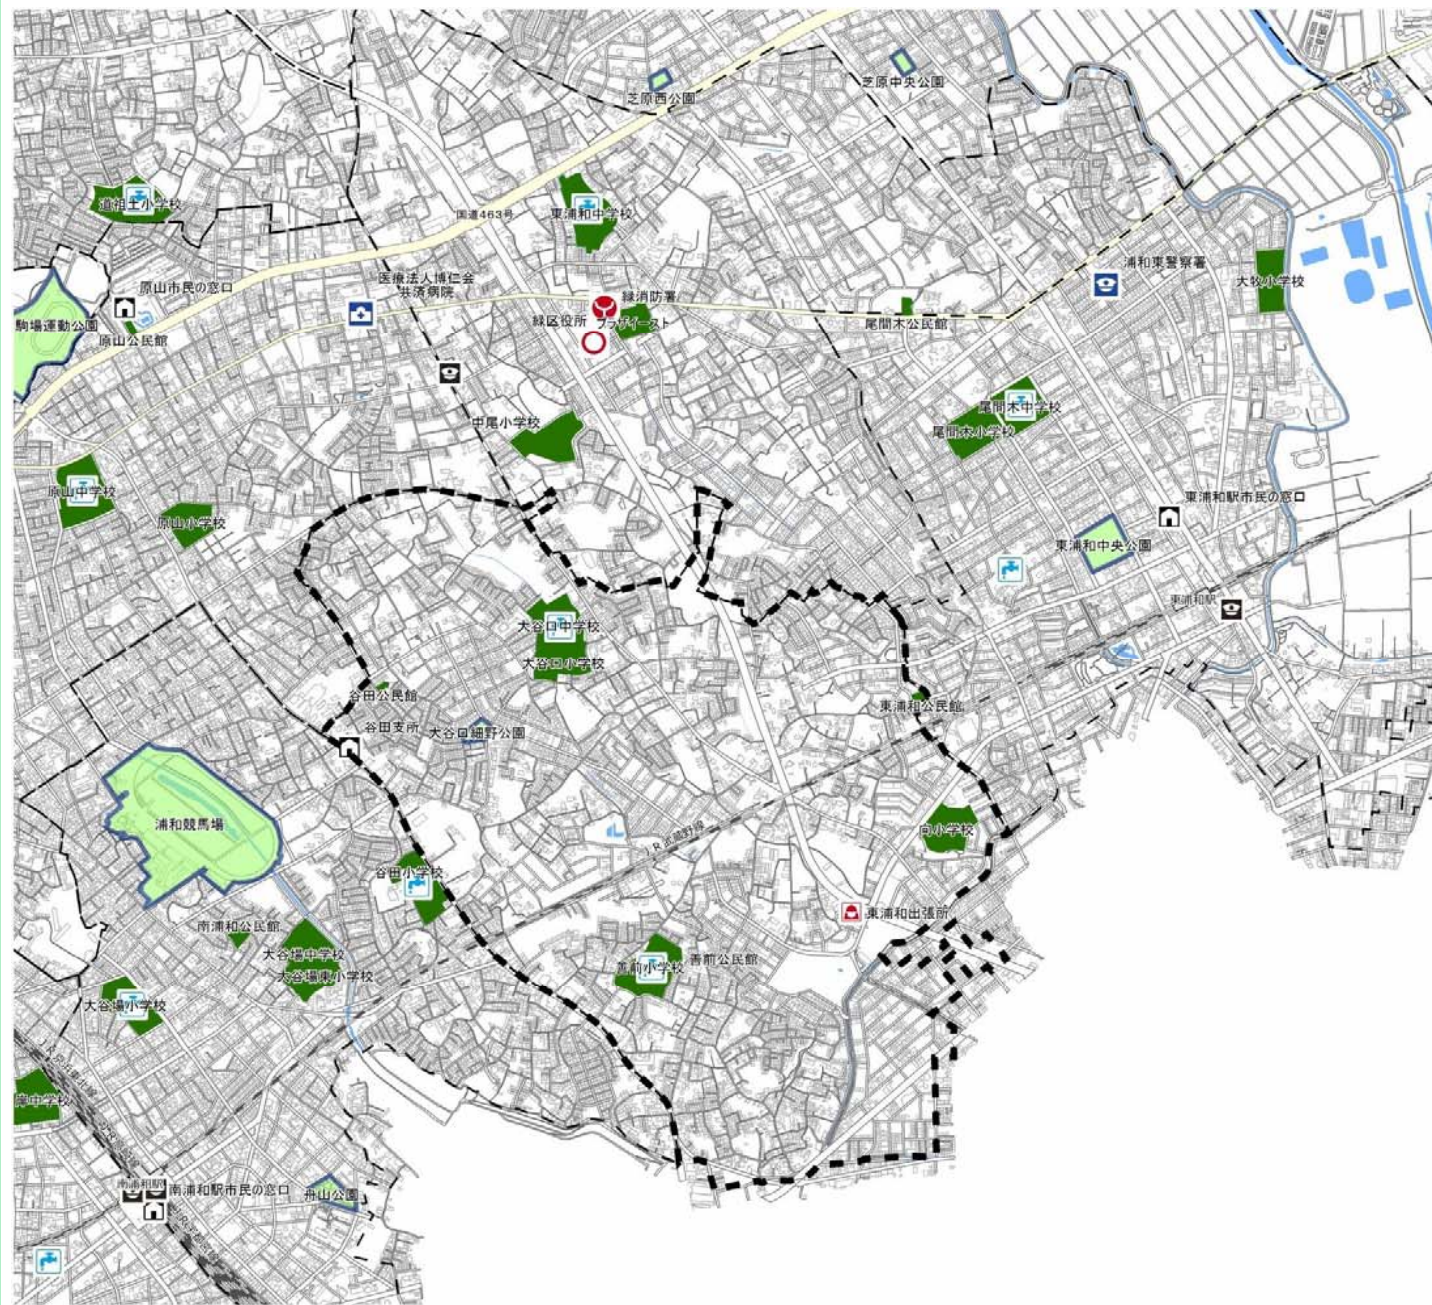 芝原西公園
芝原中央公園
道祖土小学校
国道463号
東浦和中学校
原山市民の窓口
医療法人博仁会
共済病院
浦和東警察署
大牧小学校
駒場運動公園
原山公民館
緑消防署
緑区役所
プラザイースト
尾間木公民館
中尾小学校
尾間木中学校
尾間木小学校
原山中学校
原山小学校
東浦和駅市民の窓口
東浦和中央公園
東浦和駅
大谷口中学校
大谷口小学校
谷田公民館
谷田支所
大谷口細野公園
東浦和公民館
浦和競馬場
向小学校
JR武蔵野線
谷田小学校
東浦和出張所
南浦和公民館
大谷場中学校
大谷場東小学校
善前小学校
善前公民館
大谷場小学校
岸中学校
南浦和駅
南浦和駅市民の窓口
舟山公園